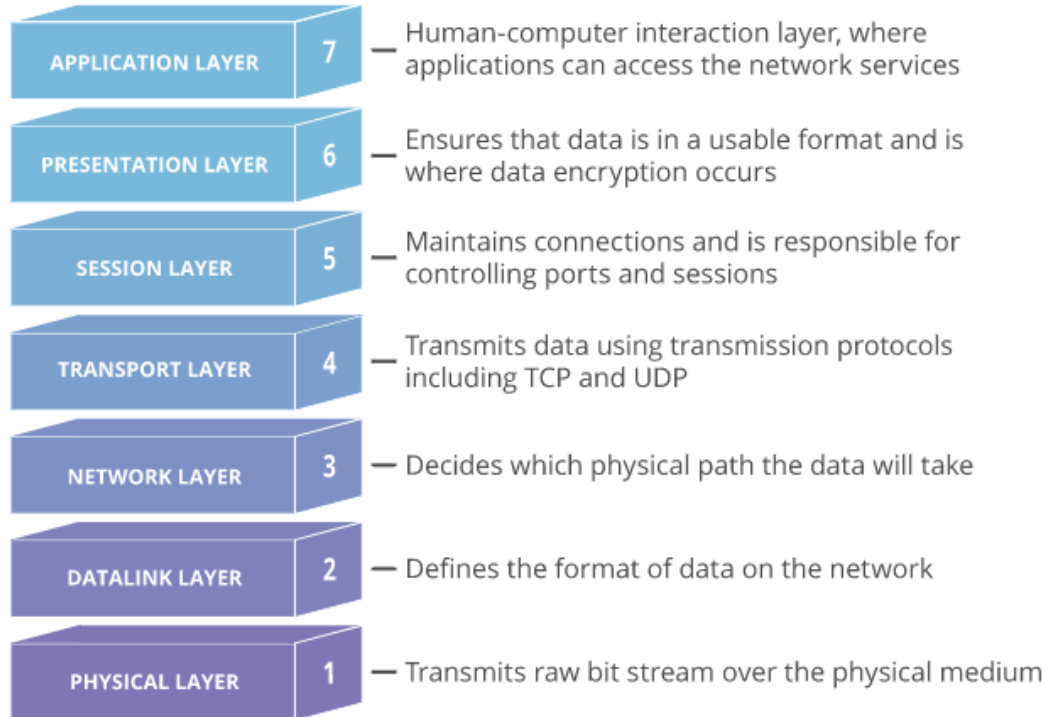 APPLICATION LAYER 7 — Human-computer interaction layer, where
applications can access the network services
PRESENTATION LAYER 6 — Ensures that data is in a usable format and is
where data encryption occurs
SESSION LAYER 5 — Maintains connections and is responsible for
controlling ports and sessions
TRANSPORT LAYER 4 — Transmits data using transmission protocols
including TCP and UDP
NETWORK LAYER 3 — Decides which physical path the data will take
DATALINK LAYER 2 — Defines the format of data on the network
PHYSICAL LAYER 1 — Transmits raw bit stream over the physical medium